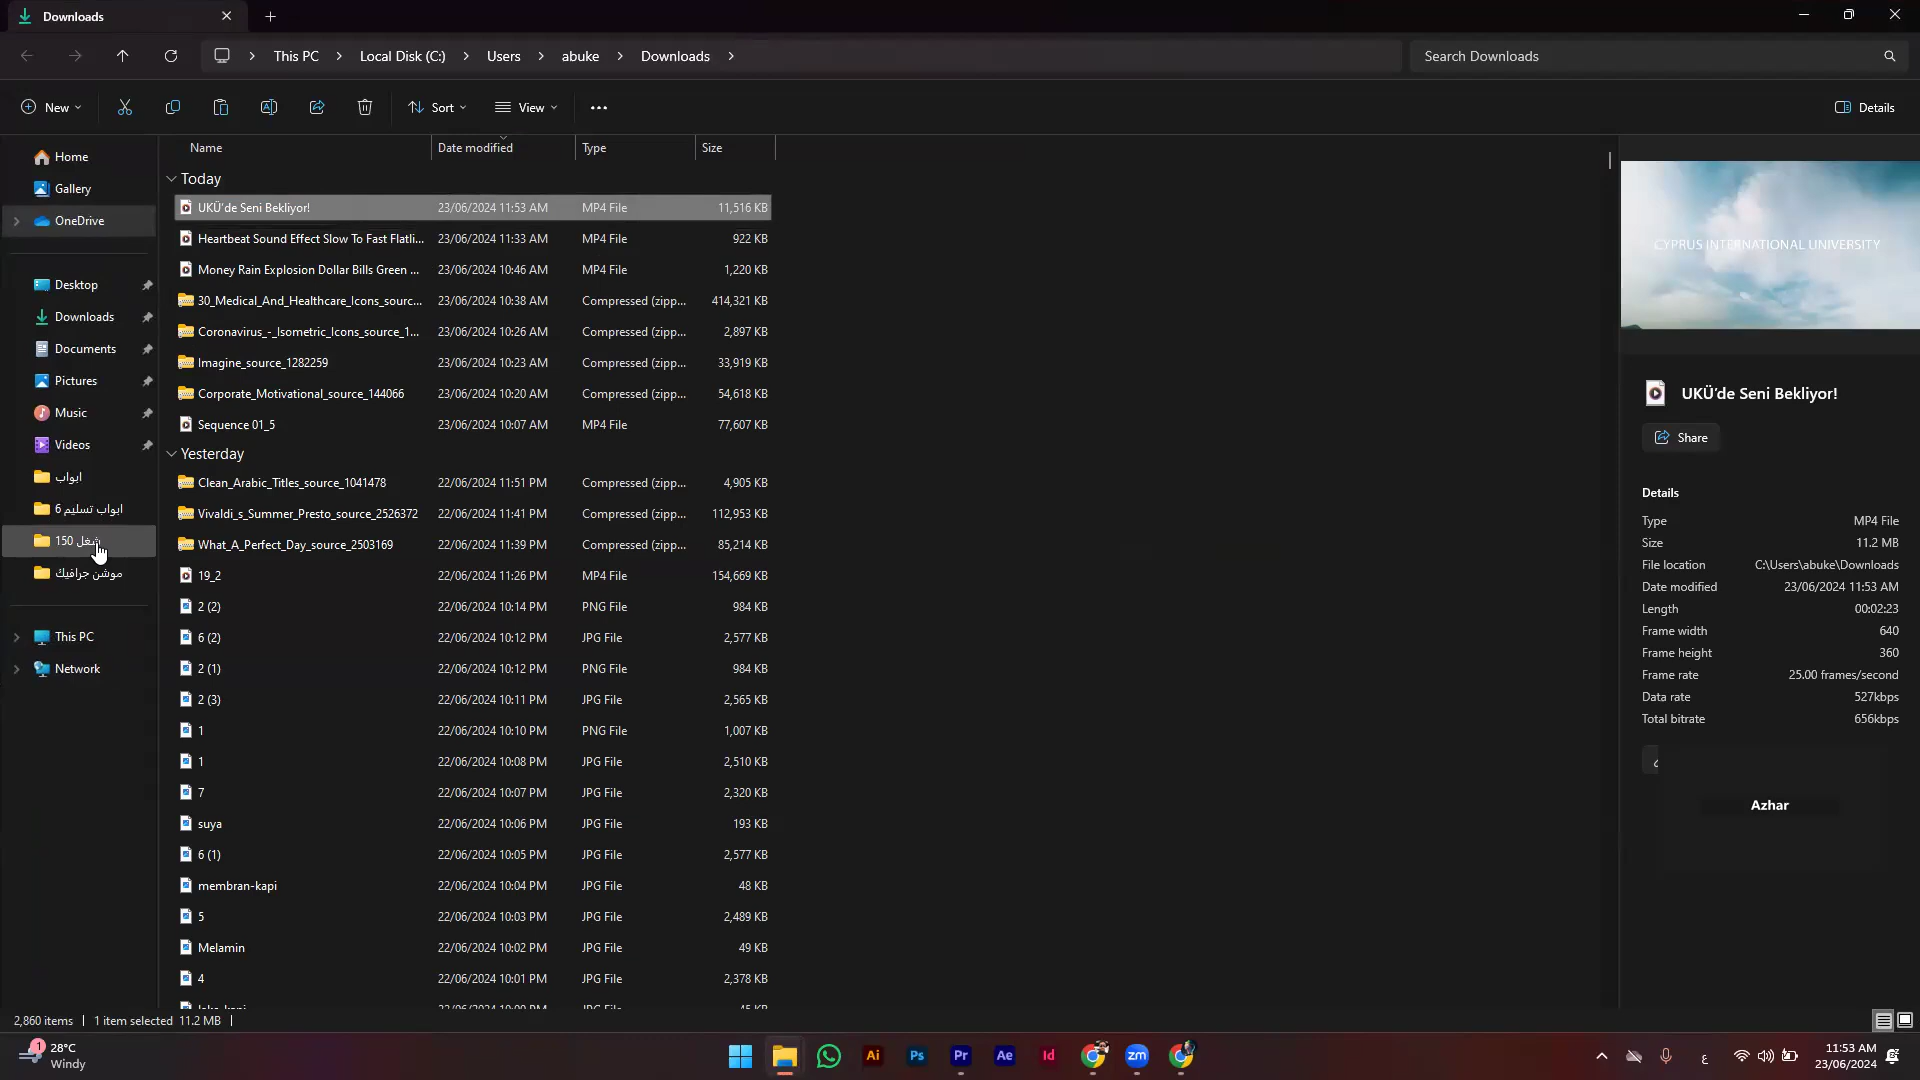 Downloads
This PC
Local Disk (C:)
Users
abuke
Downloads
Search Downloads
New
Sort
View
Details
Name
Date modified
Type
Size
Home
Gallery
OneDrive
Desktop
Downloads
Documents
Pictures
Music
Videos
ابواب
ابواب تسليم 6
شغل 150
موشن جرافيك
This PC
Network
Today
UKÜ'de Seni Bekliyor! 23/06/2024 11:53 AM MP4 File 11,516 KB
Heartbeat Sound Effect Slow To Fast Flatli... 23/06/2024 11:33 AM MP4 File 922 KB
Money Rain Explosion Dollar Bills Green ... 23/06/2024 10:46 AM MP4 File 1,220 KB
30_Medical_And_Healthcare_Icons_sourc... 23/06/2024 10:38 AM Compressed (zipp... 414,321 KB
Coronavirus_-_Isometric_Icons_source_1... 23/06/2024 10:26 AM Compressed (zipp... 2,897 KB
Imagine_source_1282259 23/06/2024 10:23 AM Compressed (zipp... 33,919 KB
Corporate_Motivational_source_144066 23/06/2024 10:20 AM Compressed (zipp... 54,618 KB
Sequence 01_5 23/06/2024 10:07 AM MP4 File 77,607 KB
Yesterday
Clean_Arabic_Titles_source_1041478 22/06/2024 11:51 PM Compressed (zipp... 4,905 KB
Vivaldi_s_Summer_Presto_source_2526372 22/06/2024 11:41 PM Compressed (zipp... 112,953 KB
What_A_Perfect_Day_source_2503169 22/06/2024 11:39 PM Compressed (zipp... 85,214 KB
19_2 22/06/2024 11:26 PM MP4 File 154,669 KB
2 (2) 22/06/2024 10:14 PM PNG File 984 KB
6 (2) 22/06/2024 10:12 PM JPG File 2,577 KB
2 (1) 22/06/2024 10:12 PM PNG File 984 KB
2 (3) 22/06/2024 10:11 PM JPG File 2,565 KB
1 22/06/2024 10:10 PM PNG File 1,007 KB
1 22/06/2024 10:08 PM JPG File 2,510 KB
7 22/06/2024 10:07 PM JPG File 2,320 KB
suya 22/06/2024 10:06 PM JPG File 193 KB
6 (1) 22/06/2024 10:05 PM JPG File 2,577 KB
membran-kapi 22/06/2024 10:04 PM JPG File 48 KB
5 22/06/2024 10:03 PM JPG File 2,489 KB
Melamin 22/06/2024 10:02 PM JPG File 49 KB
4 22/06/2024 10:01 PM JPG File 2,378 KB
CYPRUS INTERNATIONAL UNIVERSITY
UKÜ'de Seni Bekliyor!
Share
Details
Type MP4 File
Size 11.2 MB
File location C:\Users\abuke\Downloads
Date modified 23/06/2024 11:53 AM
Length 00:02:23
Frame width 640
Frame height 360
Frame rate 25.00 frames/second
Data rate 527kbps
Total bitrate 656kbps
Azhar
2,860 items 1 item selected 11.2 MB
1
28°C
Windy
Ai
Ps
Pr
Ae
Id
zm
ع
11:53 AM
23/06/2024